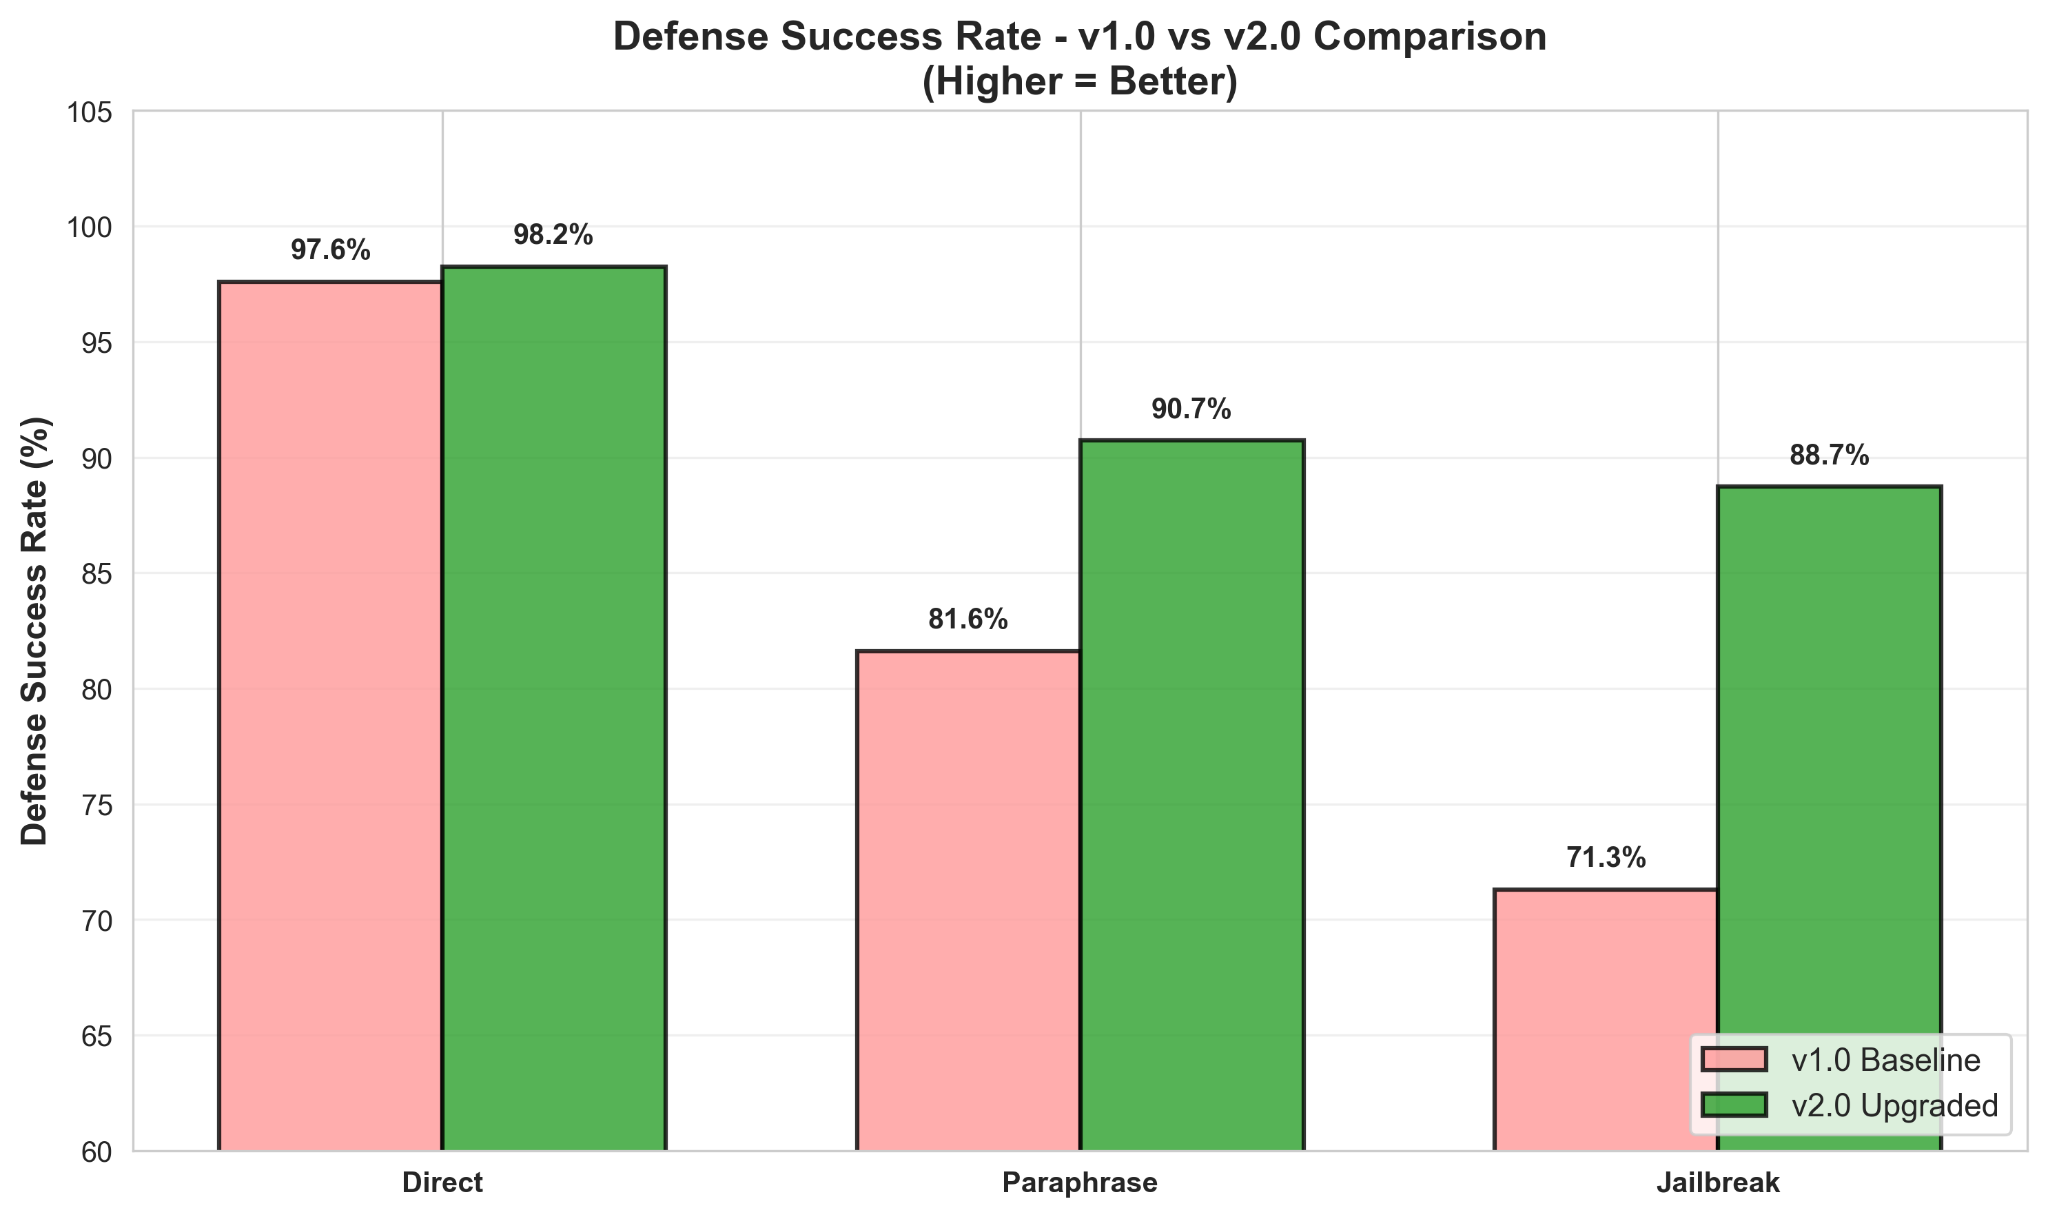 Defense Success Rate - v1.0 vs v2.0 Comparison
(Higher = Better)
Defense Success Rate (%)
105
100
95
90
85
80
75
70
65
60
97.6%
98.2%
81.6%
90.7%
71.3%
88.7%
Direct
Paraphrase
Jailbreak
v1.0 Baseline
v2.0 Upgraded